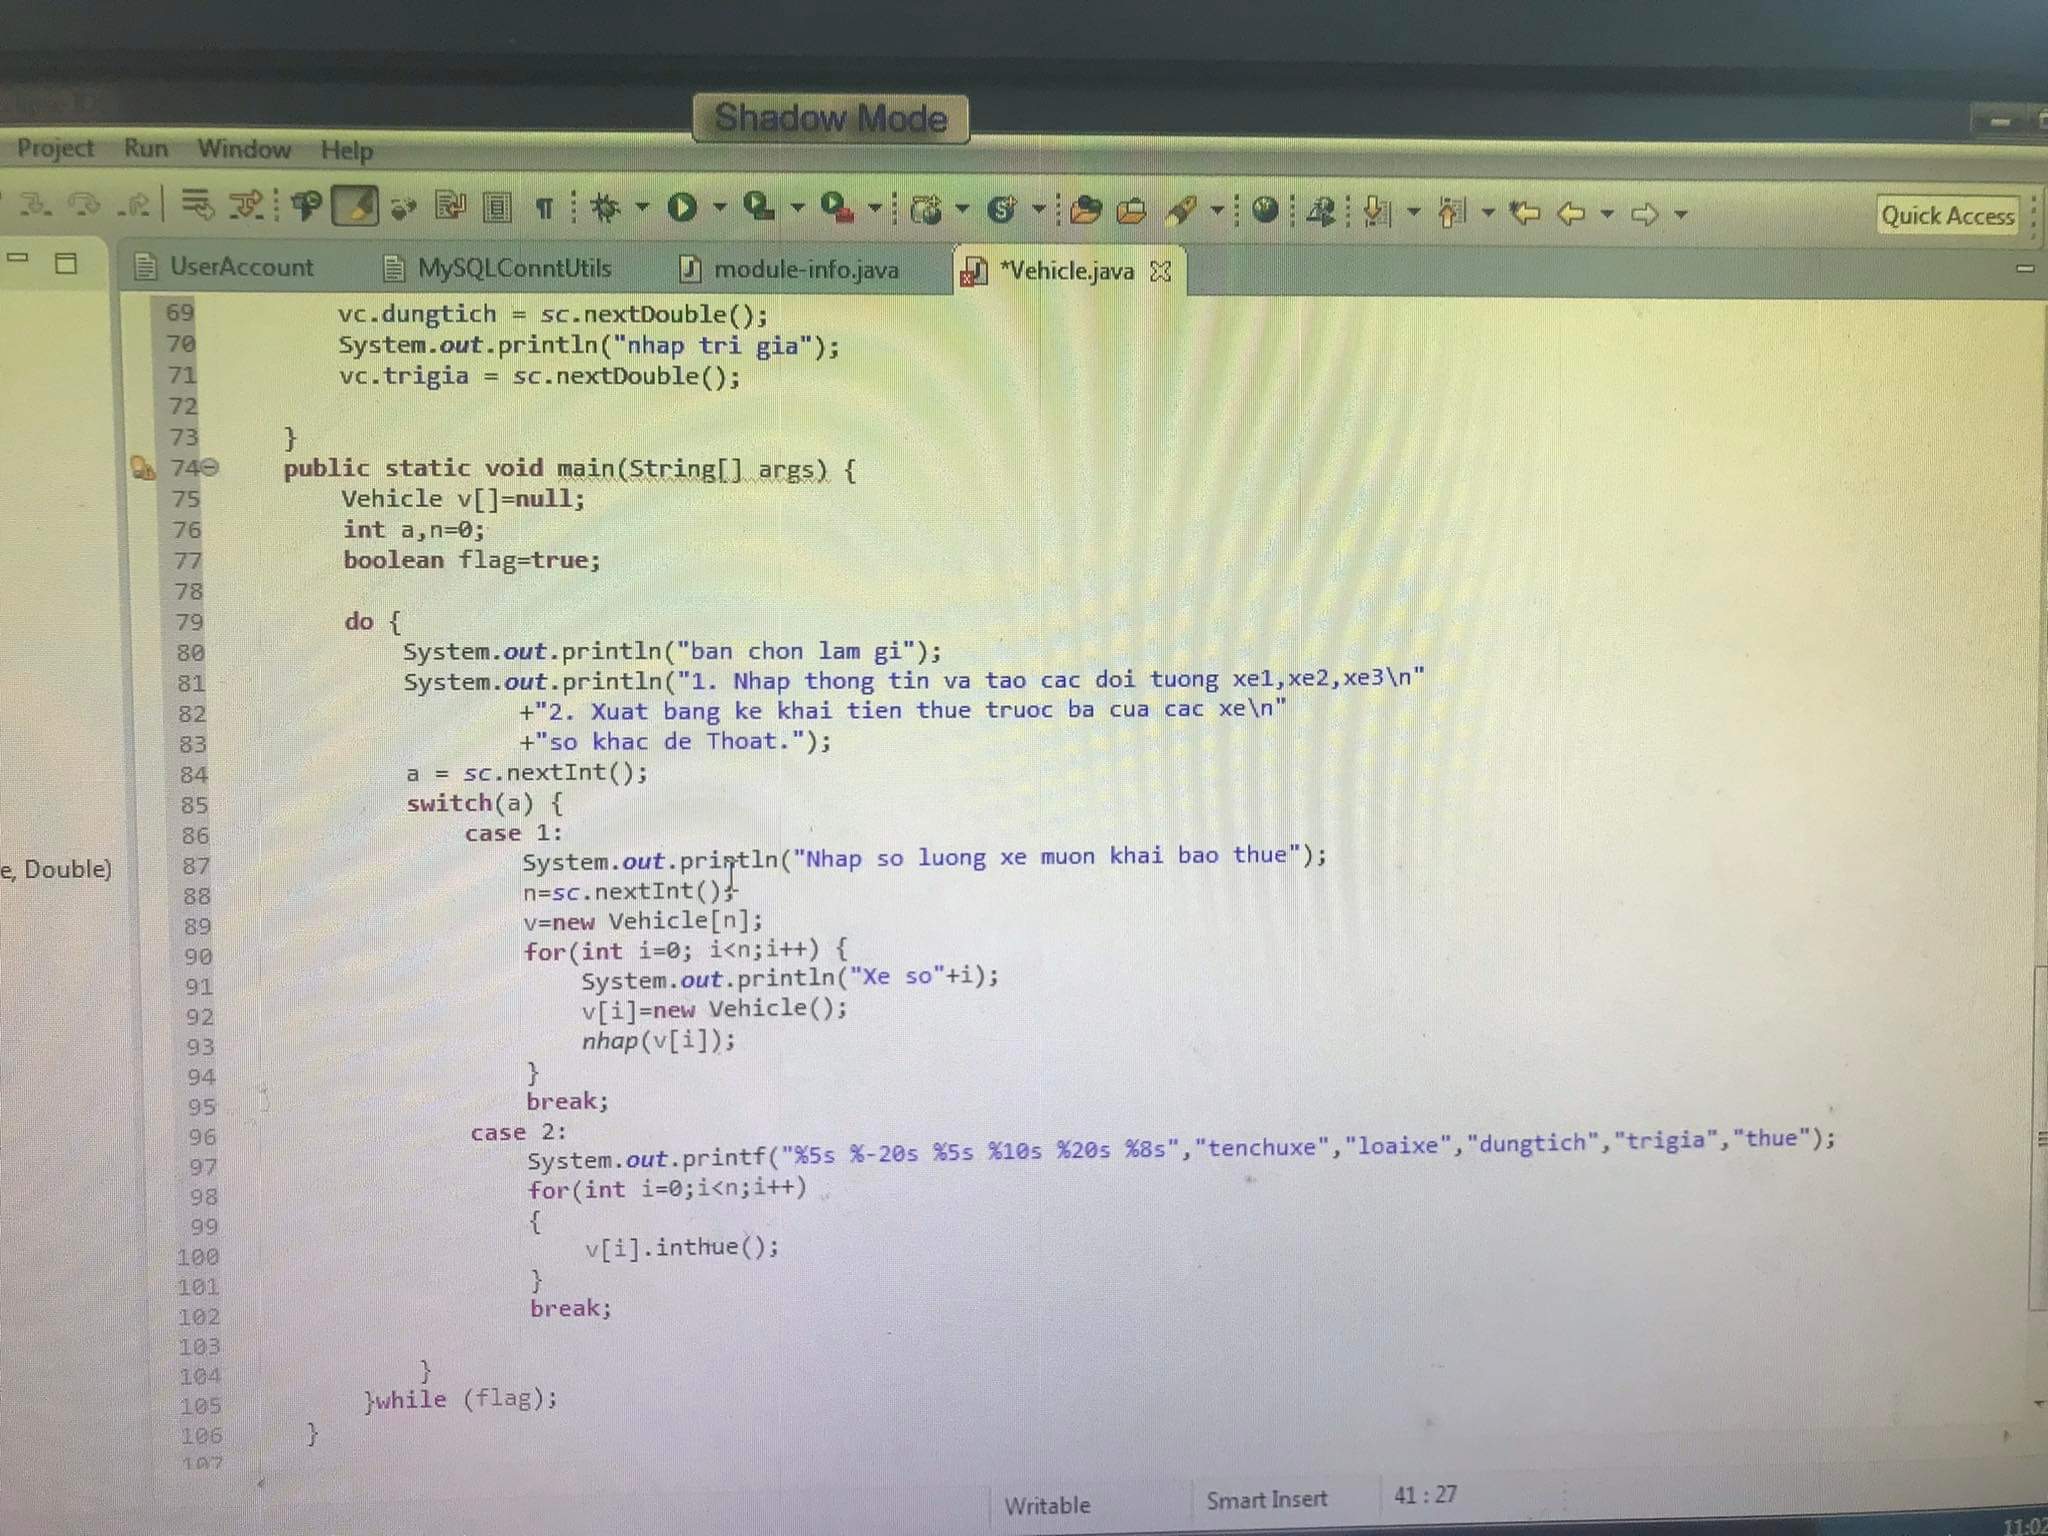 Shadow Mode
Project Run Window Help
Quick Access
UserAccount MySQLConntUtils module-info.java *Vehicle.java
69 vc.dungtich = sc.nextDouble();
70 System.out.println("nhap tri gia");
71 vc.trigia = sc.nextDouble();
72
73 }
74 public static void main(String[] args) {
75 Vehicle v[]=null;
76 int a,n=0;
77 boolean flag=true;
78
79 do {
80 System.out.println("ban chon lam gi");
81 System.out.println("1. Nhap thong tin va tao cac doi tuong xe1,xe2,xe3\n"
82 +"2. Xuat bang ke khai tien thue truoc ba cua cac xe\n"
83 +"so khac de Thoat.");
84 a = sc.nextInt();
85 switch(a) {
86 case 1:
e, Double)
87 System.out.println("Nhap so luong xe muon khai bao thue");
88 n=sc.nextInt();
89 v=new Vehicle[n];
90 for(int i=0; i<n;i++) {
91 System.out.println("Xe so"+i);
92 v[i]=new Vehicle();
93 nhap(v[i]);
94 }
95 break;
96 case 2:
97 System.out.printf("%5s %-20s %5s %10s %20s %8s","tenchuxe","loaixe","dungtich","trigia","thue");
98 for(int i=0;i<n;i++)
99 {
100 v[i].inthue();
101 }
102 break;
103
104 }
105 }while (flag);
106 }
107
Writable Smart Insert 41 : 27
11:02